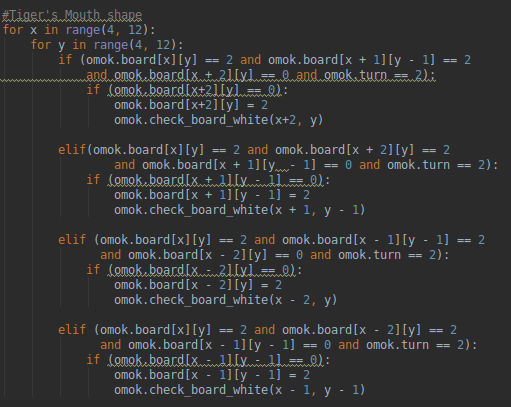 #Tiger's Mouth shape
for x in range(4, 12):
    for y in range(4, 12):
        if (omok.board[x][y] == 2 and omok.board[x + 1][y - 1] == 2
            and omok.board[x + 2][y] == 0 and omok.turn == 2):
            if (omok.board[x+2][y] == 0):
                omok.board[x+2][y] = 2
                omok.check_board_white(x+2, y)

        elif(omok.board[x][y] == 2 and omok.board[x + 2][y] == 2
                and omok.board[x + 1][y  - 1] == 0 and omok.turn == 2):
            if (omok.board[x + 1][y - 1] == 0):
                omok.board[x + 1][y - 1] = 2
                omok.check_board_white(x + 1, y - 1)

        elif (omok.board[x][y] == 2 and omok.board[x - 1][y - 1] == 2
              and omok.board[x - 2][y] == 0 and omok.turn == 2):
            if (omok.board[x - 2][y] == 0):
                omok.board[x - 2][y] = 2
                omok.check_board_white(x - 2, y)

        elif (omok.board[x][y] == 2 and omok.board[x - 2][y] == 2
              and omok.board[x - 1][y - 1] == 0 and omok.turn == 2):
            if (omok.board[x - 1][y - 1] == 0):
                omok.board[x - 1][y - 1] = 2
                omok.check_board_white(x - 1, y - 1)